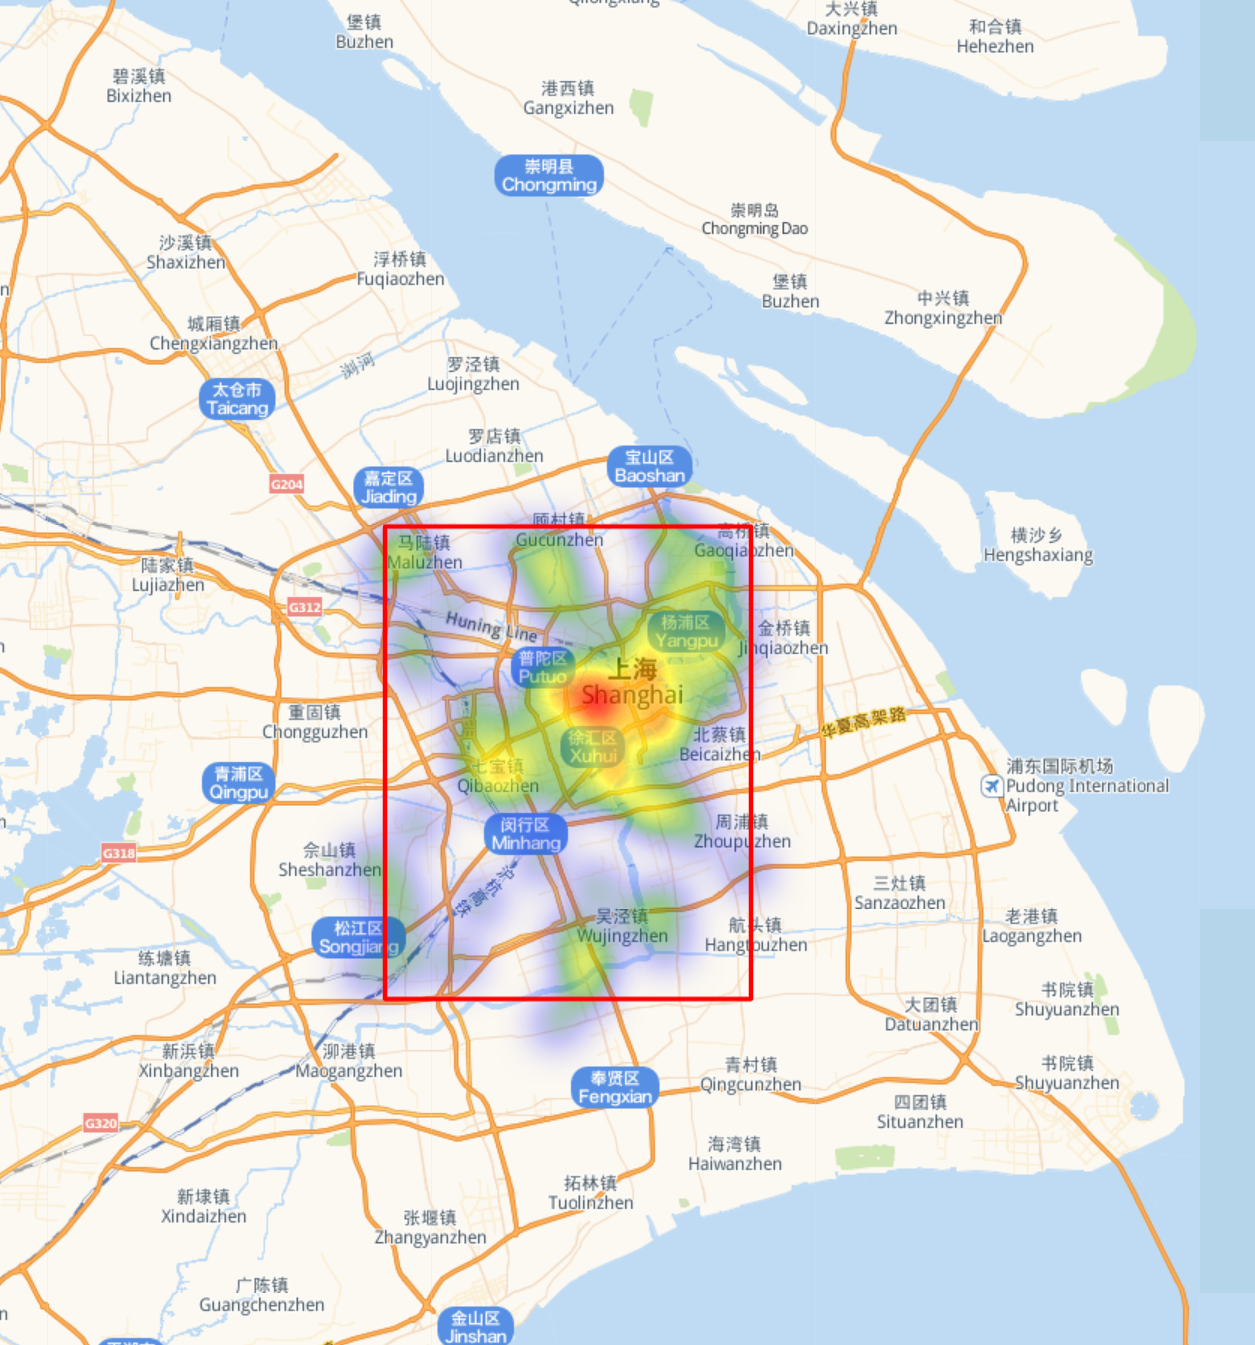 堡镇
Buzhen
大兴镇
Daxingzhen
和合镇
Hehezhen
碧溪镇
Bixizhen
港西镇
Gangxizhen
崇明县
Chongming
崇明岛
Chongming Dao
沙溪镇
Shaxizhen
浮桥镇
Fuqiaozhen
堡镇
Buzhen
中兴镇
Zhongxingzhen
城厢镇
Chengxiangzhen
浏河
罗泾镇
Luojingzhen
太仓市
Taicang
罗店镇
Luodianzhen
宝山区
Baoshan
嘉定区
Jiading
G204
顾村镇
Gucunzhen
高桥镇
Gaoqiaozhen
横沙乡
Hengshaxiang
马陆镇
Maluzhen
陆家镇
Lujiazhen
G312
Huning Line
杨浦区
Yangpu
金桥镇
Jinqiaozhen
普陀区
Putuo
上海
Shanghai
重固镇
Chongguzhen
华夏高架路
徐汇区
Xuhui
北蔡镇
Beicaizhen
七宝镇
Qibaozhen
青浦区
Qingpu
浦东国际机场
Pudong International
Airport
闵行区
Minhang
周浦镇
Zhoupuzhen
G318
佘山镇
Sheshanzhen
沪杭高铁
三灶镇
Sanzaozhen
吴泾镇
Wujingzhen
老港镇
Laogangzhen
松江区
Songjiang
航头镇
Hangtouzhen
练塘镇
Liantangzhen
书院镇
Shuyuanzhen
大团镇
Datuanzhen
新浜镇
Xinbangzhen
泖港镇
Maogangzhen
青村镇
Qingcunzhen
书院镇
Shuyuanzhen
奉贤区
Fengxian
四团镇
Situanzhen
G320
海湾镇
Haiwanzhen
新埭镇
Xindaizhen
拓林镇
Tuolinzhen
张堰镇
Zhangyanzhen
广陈镇
Guangchenzhen
金山区
Jinshan